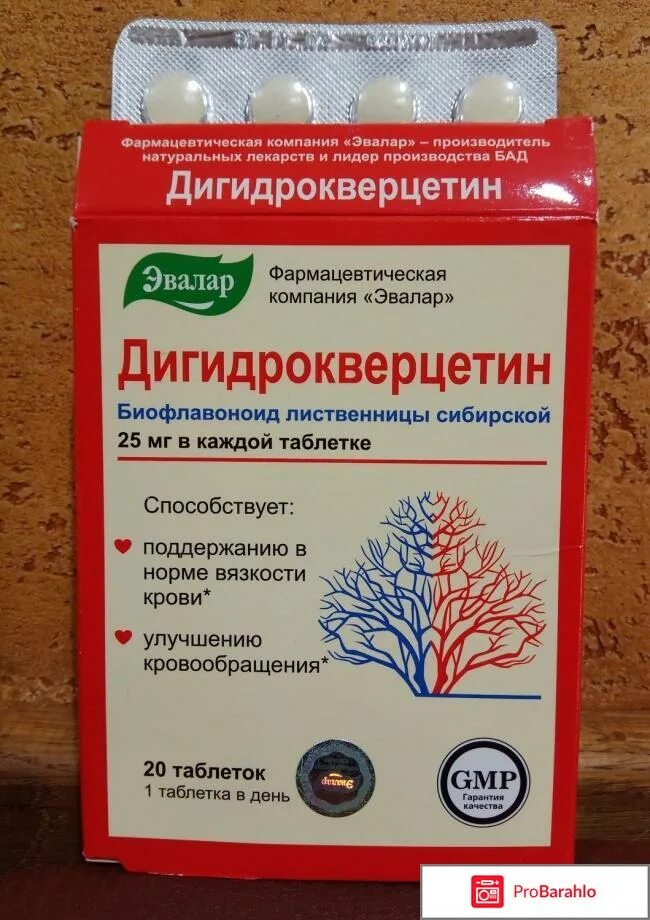 Фармацевтическая компания «Эвалар» – производитель
натуральных лекарств и лидер производства БАД
Дигидрокверцетин
Эвалар
Фармацевтическая
компания «Эвалар»
Дигидрокверцетин
Биофлавоноид лиственницы сибирской
25 мг в каждой таблетке
Способствует:
поддержанию в
норме вязкости
крови*
улучшению
кровообращения*
20 таблеток
1 таблетка в день
Эвалар
GMP
Гарантия
качества
ProBarahlo